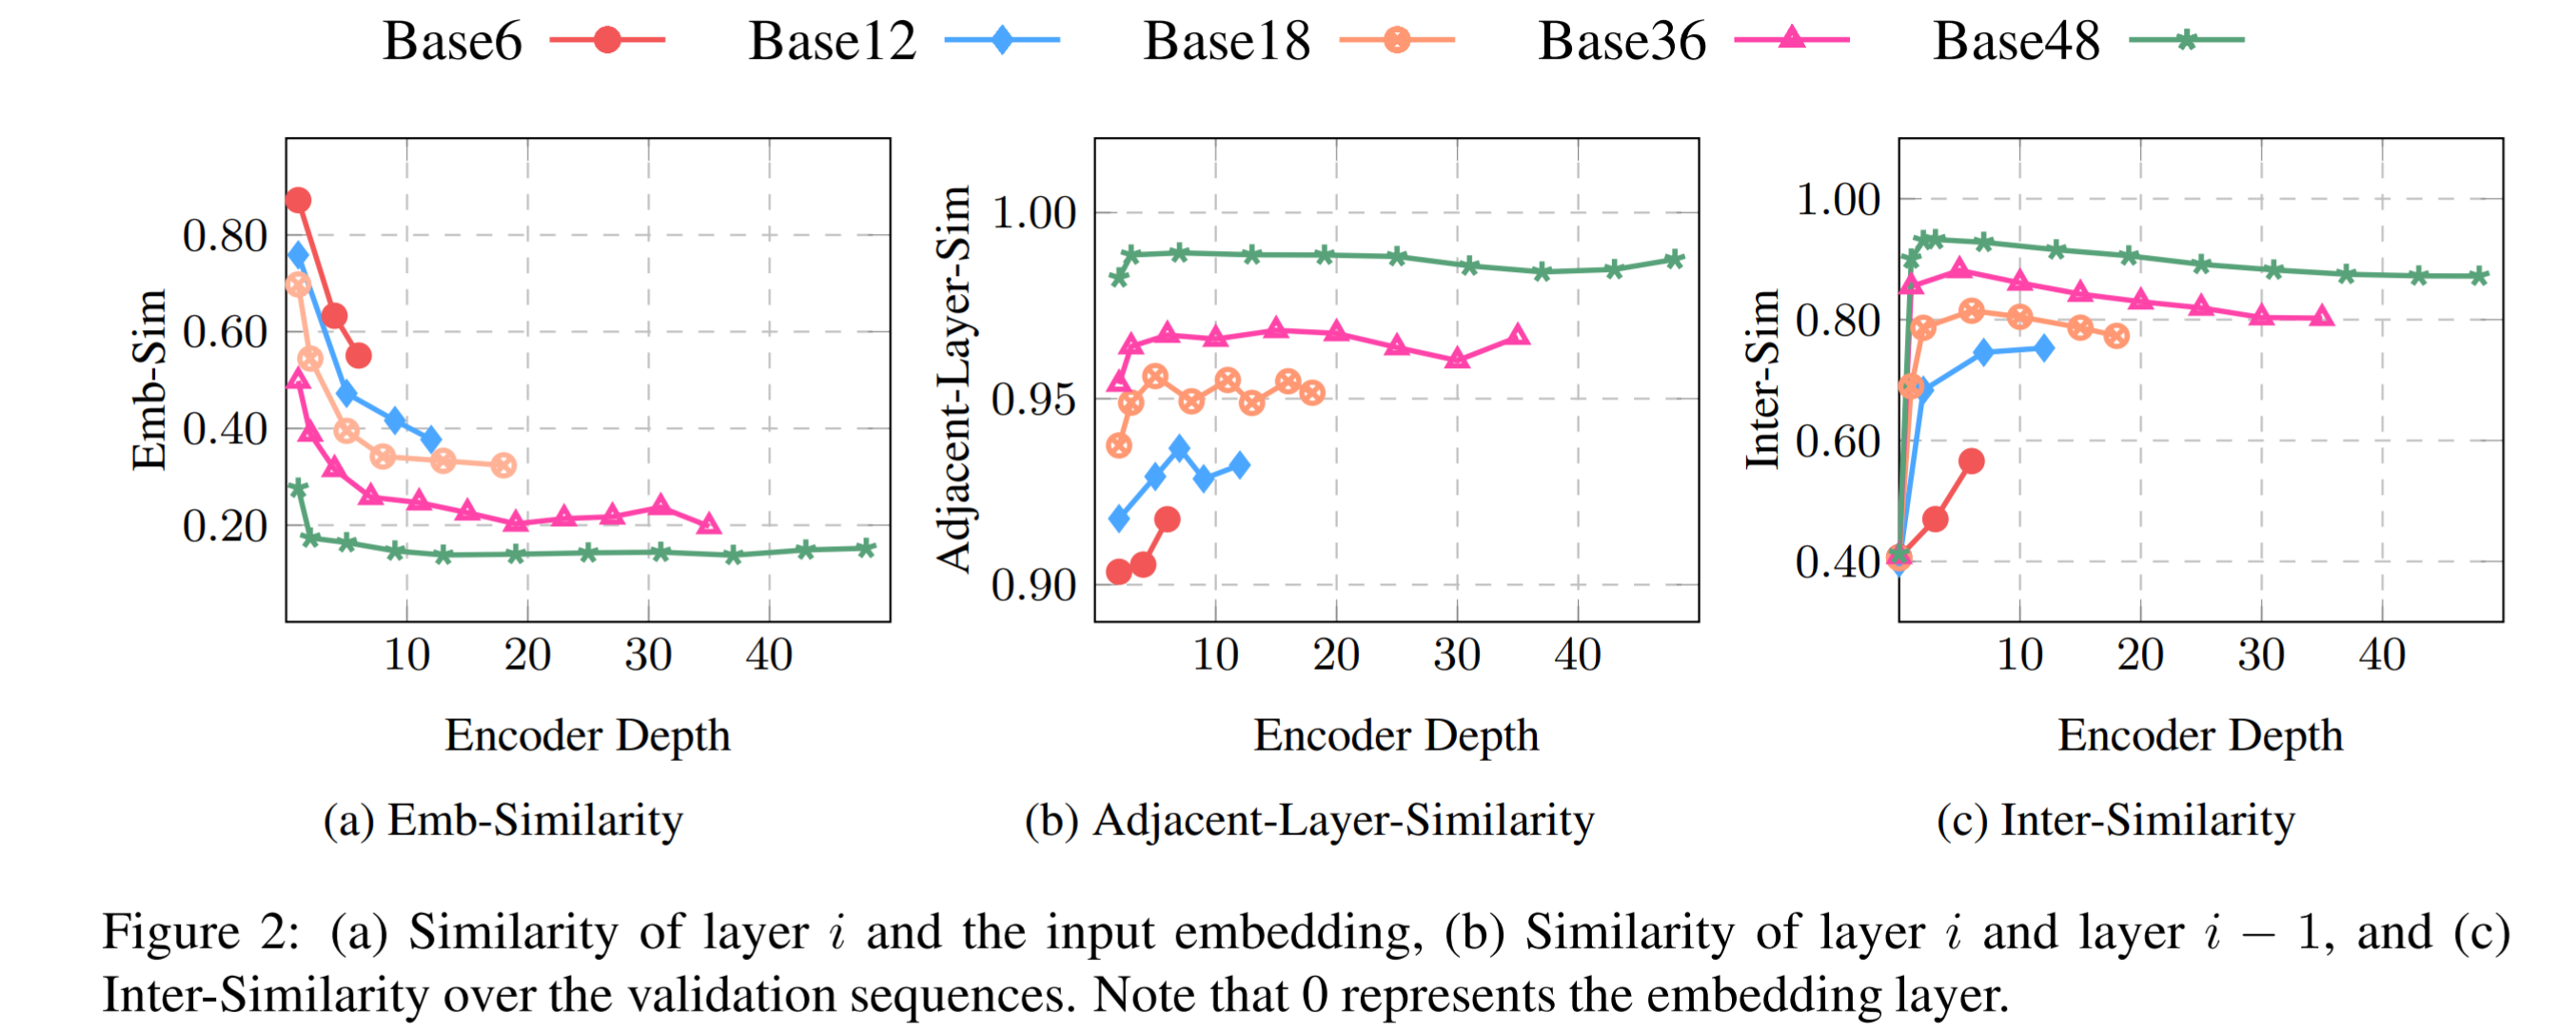 Base6 Base12 Base18 Base36 Base48
Emb-Sim
0.80
0.60
0.40
0.20
10 20 30 40
Encoder Depth
(a) Emb-Similarity
Adjacent-Layer-Sim
1.00
0.95
0.90
10 20 30 40
Encoder Depth
(b) Adjacent-Layer-Similarity
Inter-Sim
1.00
0.80
0.60
0.40
10 20 30 40
Encoder Depth
(c) Inter-Similarity
Figure 2: (a) Similarity of layer i and the input embedding, (b) Similarity of layer i and layer i − 1, and (c)
Inter-Similarity over the validation sequences. Note that 0 represents the embedding layer.